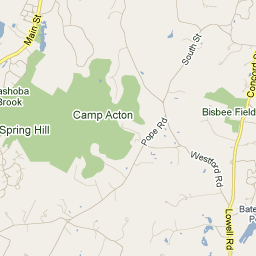 Main St
South St
Concord St
ashoba
Brook
Camp Acton
Bisbee Field
Pope Rd
Spring Hill
Westford Rd
Lowell Rd
Bate
P